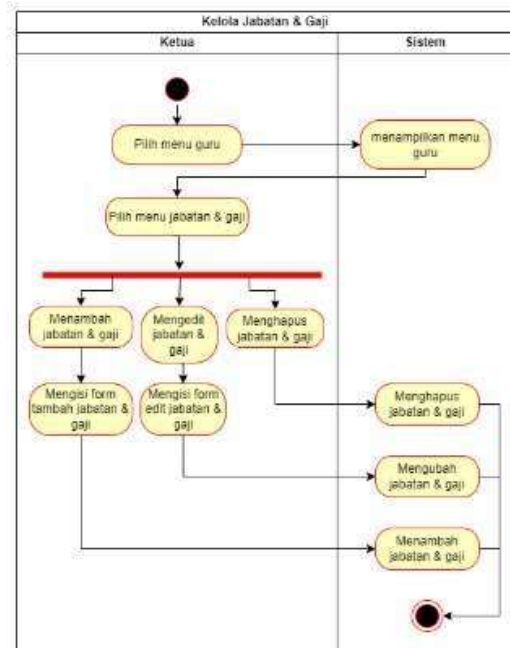 Kelola Jabatan & Gaji
Ketua
Sistem
Pilih menu guru
menampilkan menu
guru
Pilih menu jabatan & gaji
Menambah
jabatan & gaji
Mengedit
jabatan &
gaji
Menghapus
jabatan & gaji
Mengisi form
tambah jabatan &
gaji
Mengisi form
edit jabatan &
gaji
Menghapus
jabatan & gaji
Mengubah
jabatan & gaji
Menambah
jabatan & gaji